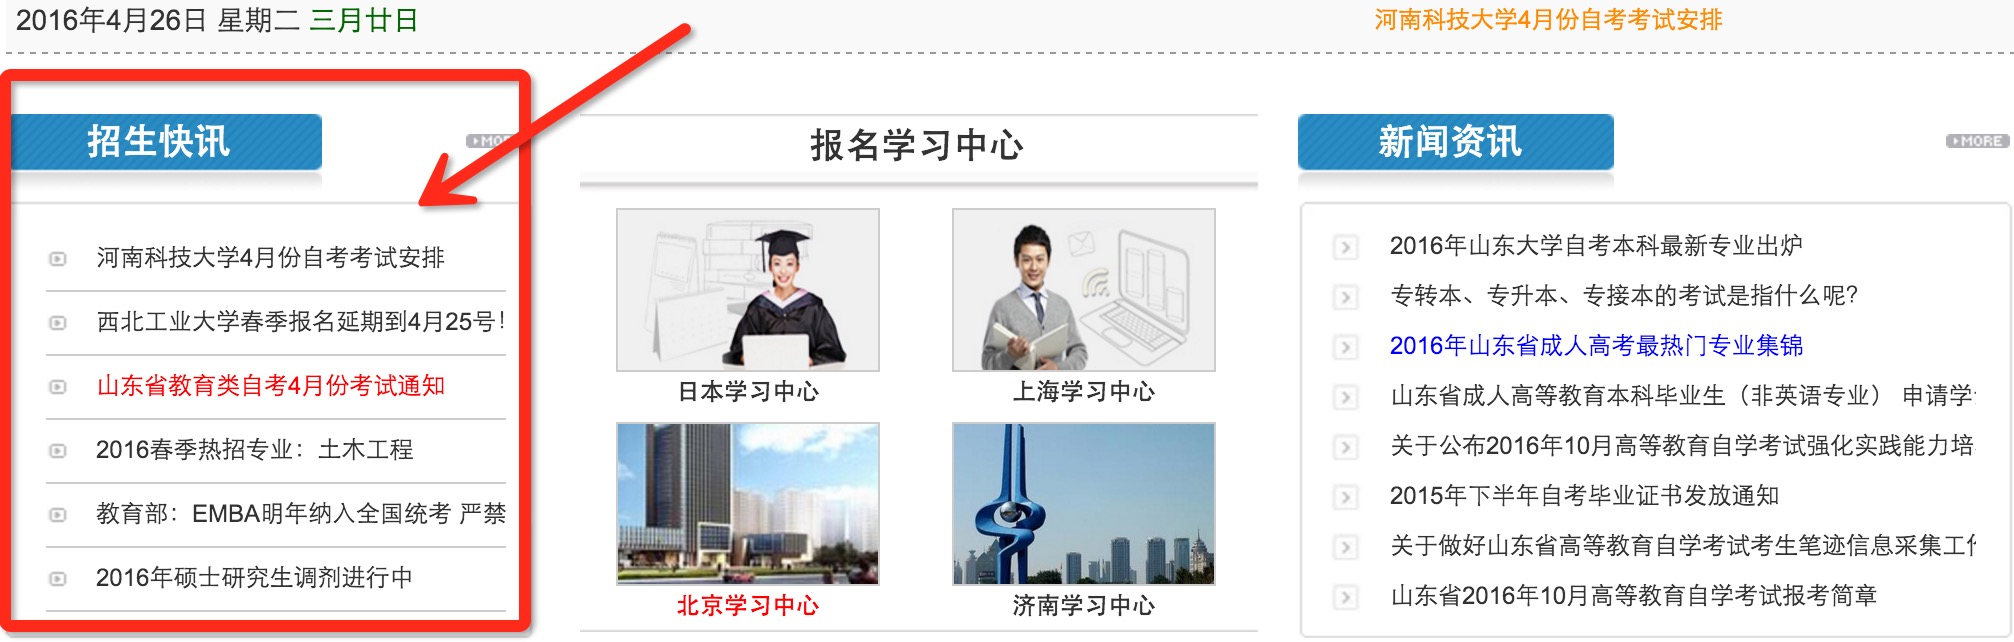 2016年4月26日 星期二 三月廿日
河南科技大学4月份自考考试安排
招生快讯
MORE
河南科技大学4月份自考考试安排
西北工业大学春季报名延期到4月25号!
山东省教育类自考4月份考试通知
2016春季热招专业：土木工程
教育部：EMBA明年纳入全国统考 严禁
2016年硕士研究生调剂进行中
报名学习中心
日本学习中心
上海学习中心
北京学习中心
济南学习中心
新闻资讯
MORE
2016年山东大学自考本科最新专业出炉
专转本、专升本、专接本的考试是指什么呢?
2016年山东省成人高考最热门专业集锦
山东省成人高等教育本科毕业生（非英语专业） 申请学
关于公布2016年10月高等教育自学考试强化实践能力培
2015年下半年自考毕业证书发放通知
关于做好山东省高等教育自学考试考生笔迹信息采集工
山东省2016年10月高等教育自学考试报考简章